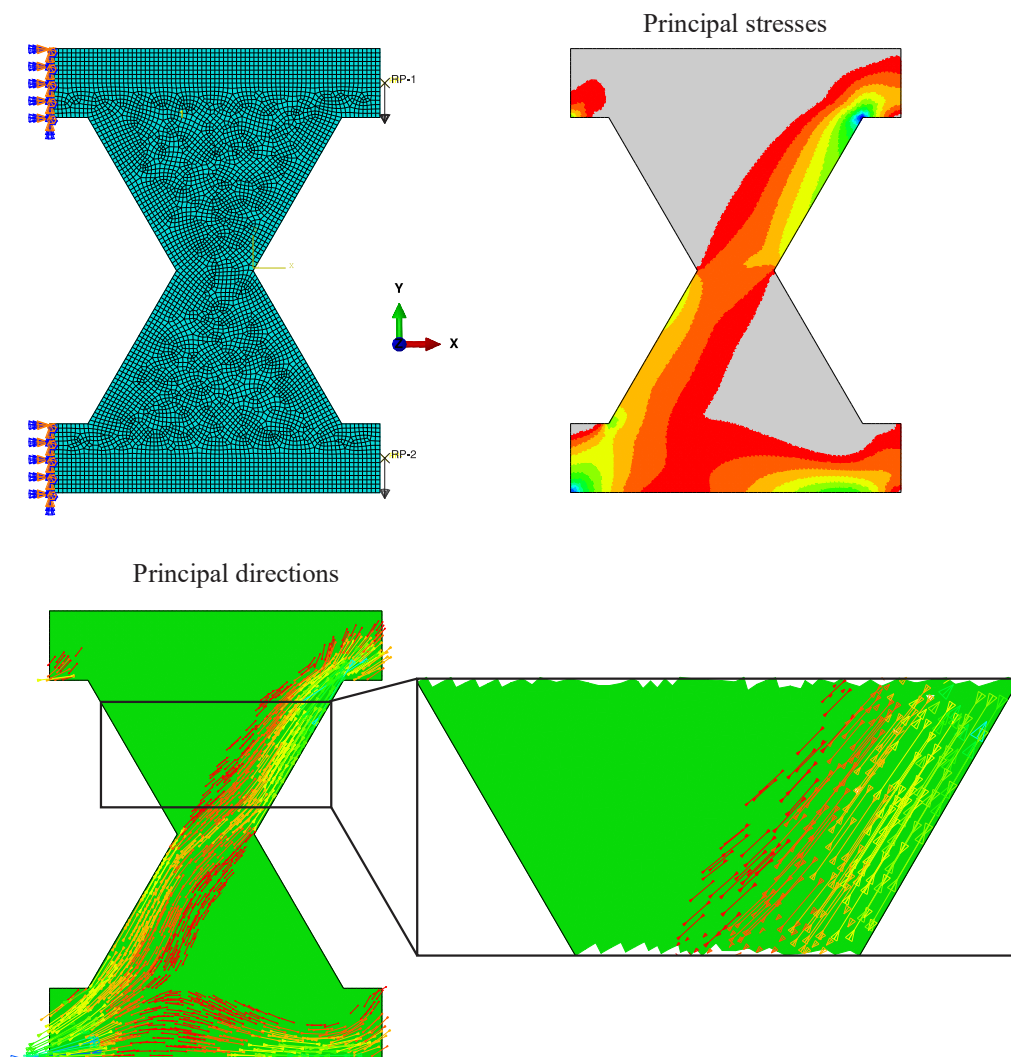 Principal stresses
RP-1
X
Y
X
Z
RP-2
Principal directions